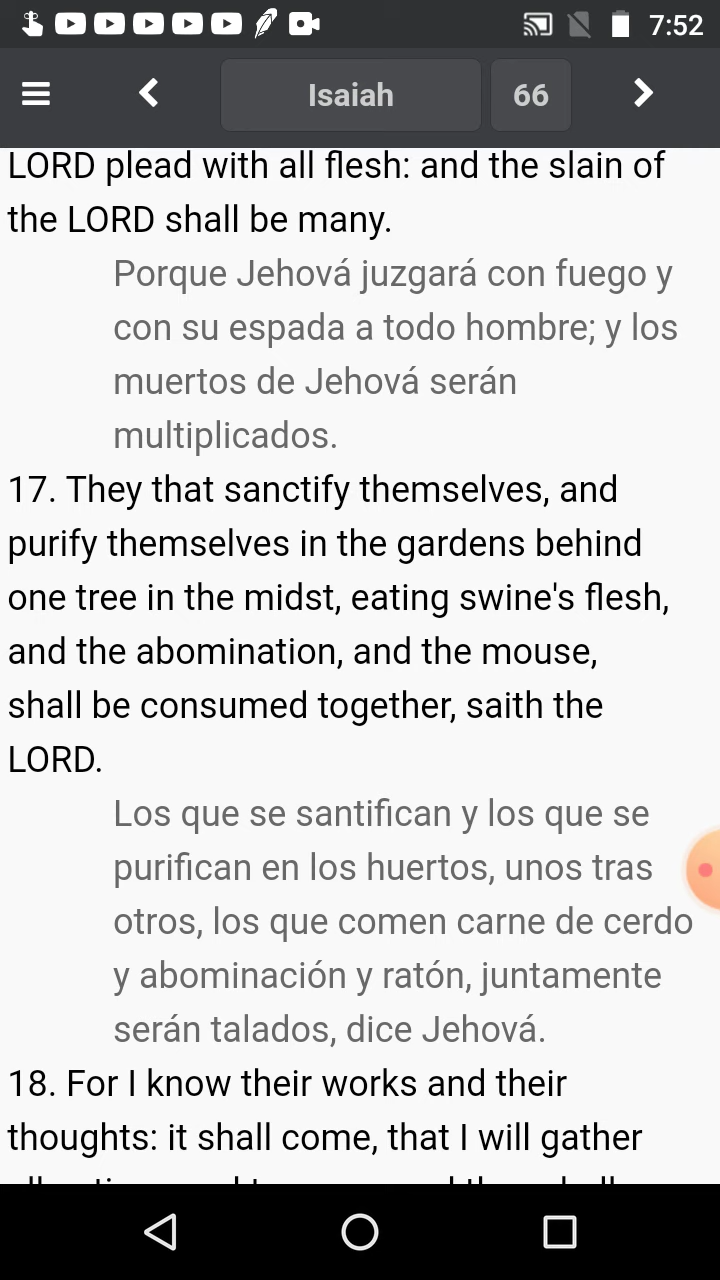 7:52
Isaiah 66
LORD plead with all flesh: and the slain of
the LORD shall be many.
Porque Jehová juzgará con fuego y
con su espada a todo hombre; y los
muertos de Jehová serán
multiplicados.
17. They that sanctify themselves, and
purify themselves in the gardens behind
one tree in the midst, eating swine's flesh,
and the abomination, and the mouse,
shall be consumed together, saith the
LORD.
Los que se santifican y los que se
purifican en los huertos, unos tras
otros, los que comen carne de cerdo
y abominación y ratón, juntamente
serán talados, dice Jehová.
18. For I know their works and their
thoughts: it shall come, that I will gather